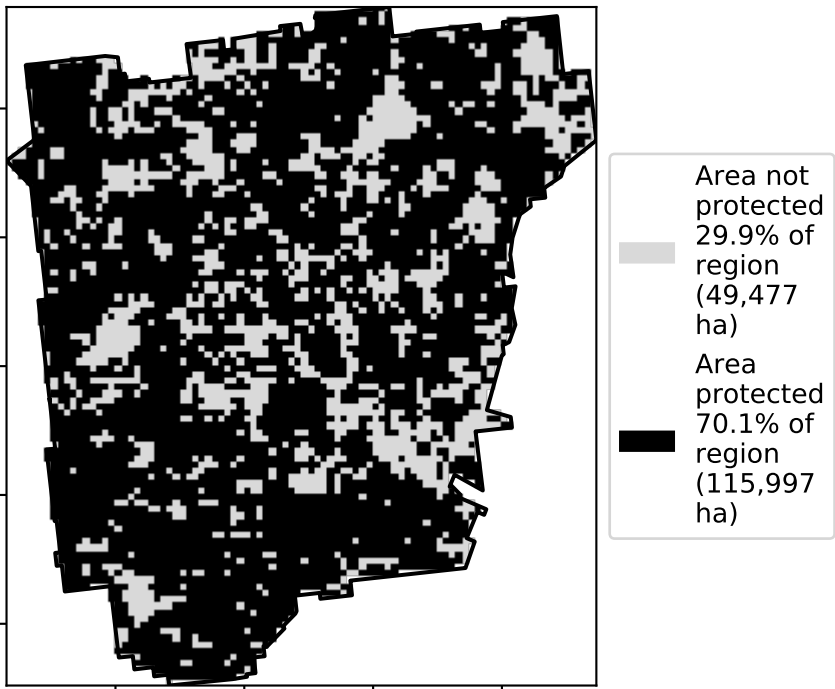 Area not
protected
29.9% of
region
(49,477
ha)
Area
protected
70.1% of
region
(115,997
ha)